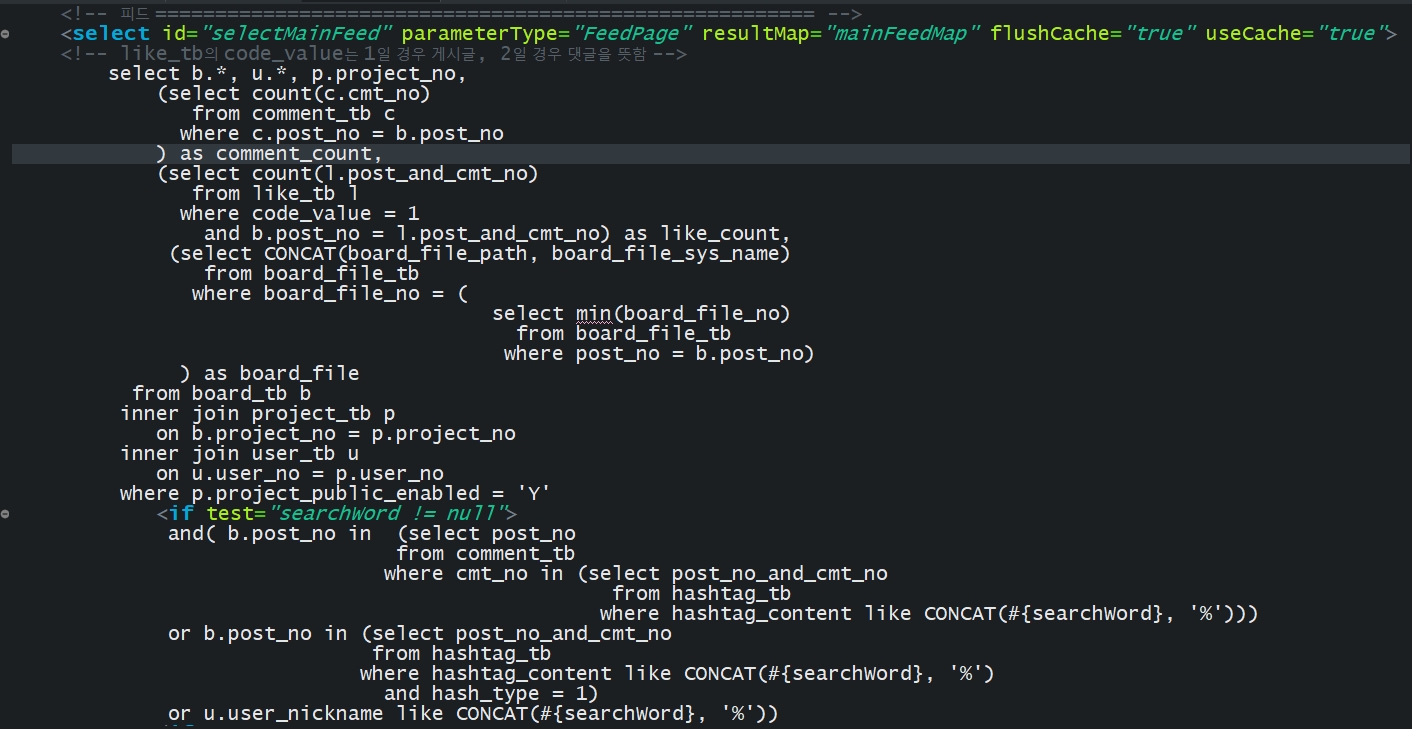 <!-- 피드 ======================================================= -->
<select id="selectMainFeed" parameterType="FeedPage" resultMap="mainFeedMap" flushCache="true" useCache="true">
<!-- like_tb의 code_value는 1일 경우 게시글, 2일 경우 댓글을 뜻함 -->
select b.*, u.*, p.project_no,
(select count(c.cmt_no)
from comment_tb c
where c.post_no = b.post_no
) as comment_count,
(select count(l.post_and_cmt_no)
from like_tb l
where code_value = 1
and b.post_no = l.post_and_cmt_no) as like_count,
(select CONCAT(board_file_path, board_file_sys_name)
from board_file_tb
where board_file_no = (
select min(board_file_no)
from board_file_tb
where post_no = b.post_no)
) as board_file
from board_tb b
inner join project_tb p
on b.project_no = p.project_no
inner join user_tb u
on u.user_no = p.user_no
where p.project_public_enabled = 'Y'
<if test="searchWord != null">
and( b.post_no in  (select post_no
from comment_tb
where cmt_no in (select post_no_and_cmt_no
from hashtag_tb
where hashtag_content like CONCAT(#{searchWord}, '%')))
or b.post_no in (select post_no_and_cmt_no
from hashtag_tb
where hashtag_content like CONCAT(#{searchWord}, '%')
and hash_type = 1)
or u.user_nickname like CONCAT(#{searchWord}, '%'))